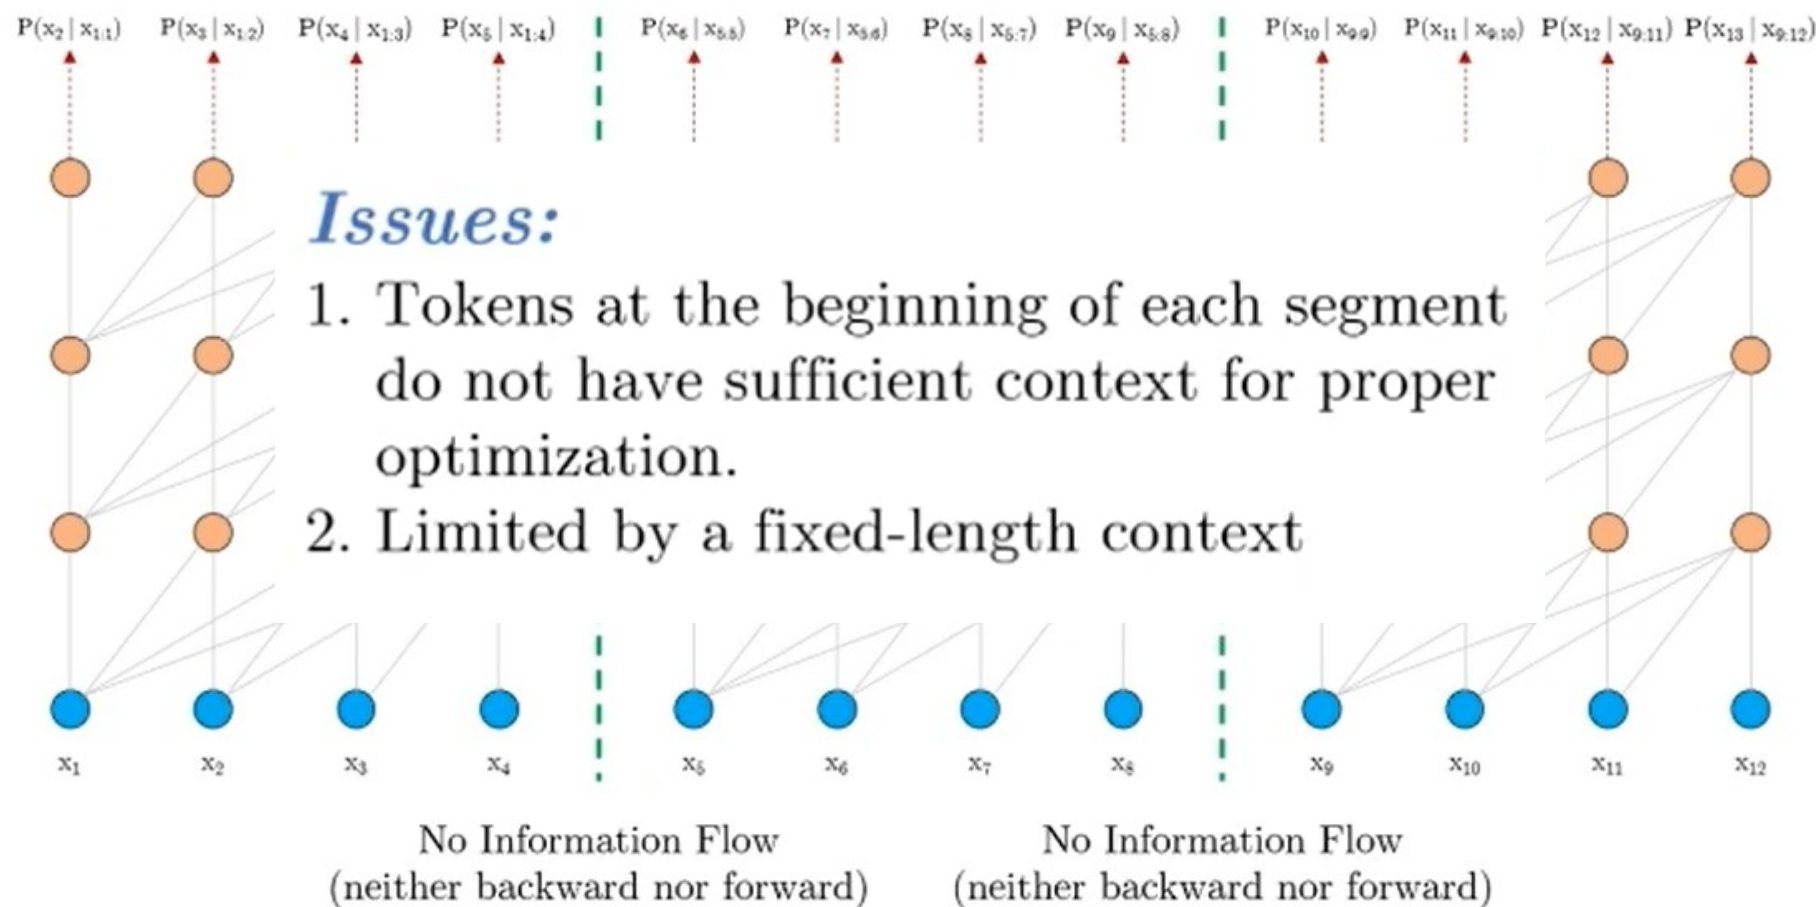 P(x₂ | x₁:₁) P(x₃ | x₁:₂) P(x₄ | x₁:₃) P(x₅ | x₁:₄) P(x₆ | x₅:₅) P(x₇ | x₅:₆) P(x₈ | x₅:₇) P(x₉ | x₅:₈) P(x₁₀ | x₉:₉) P(x₁₁ | x₉:₁₀) P(x₁₂ | x₉:₁₁) P(x₁₃ | x₉:₁₂)
Issues:
1. Tokens at the beginning of each segment
do not have sufficient context for proper
optimization.
2. Limited by a fixed-length context
x₁ x₂ x₃ x₄ x₅ x₆ x₇ x₈ x₉ x₁₀ x₁₁ x₁₂
No Information Flow
(neither backward nor forward)
No Information Flow
(neither backward nor forward)